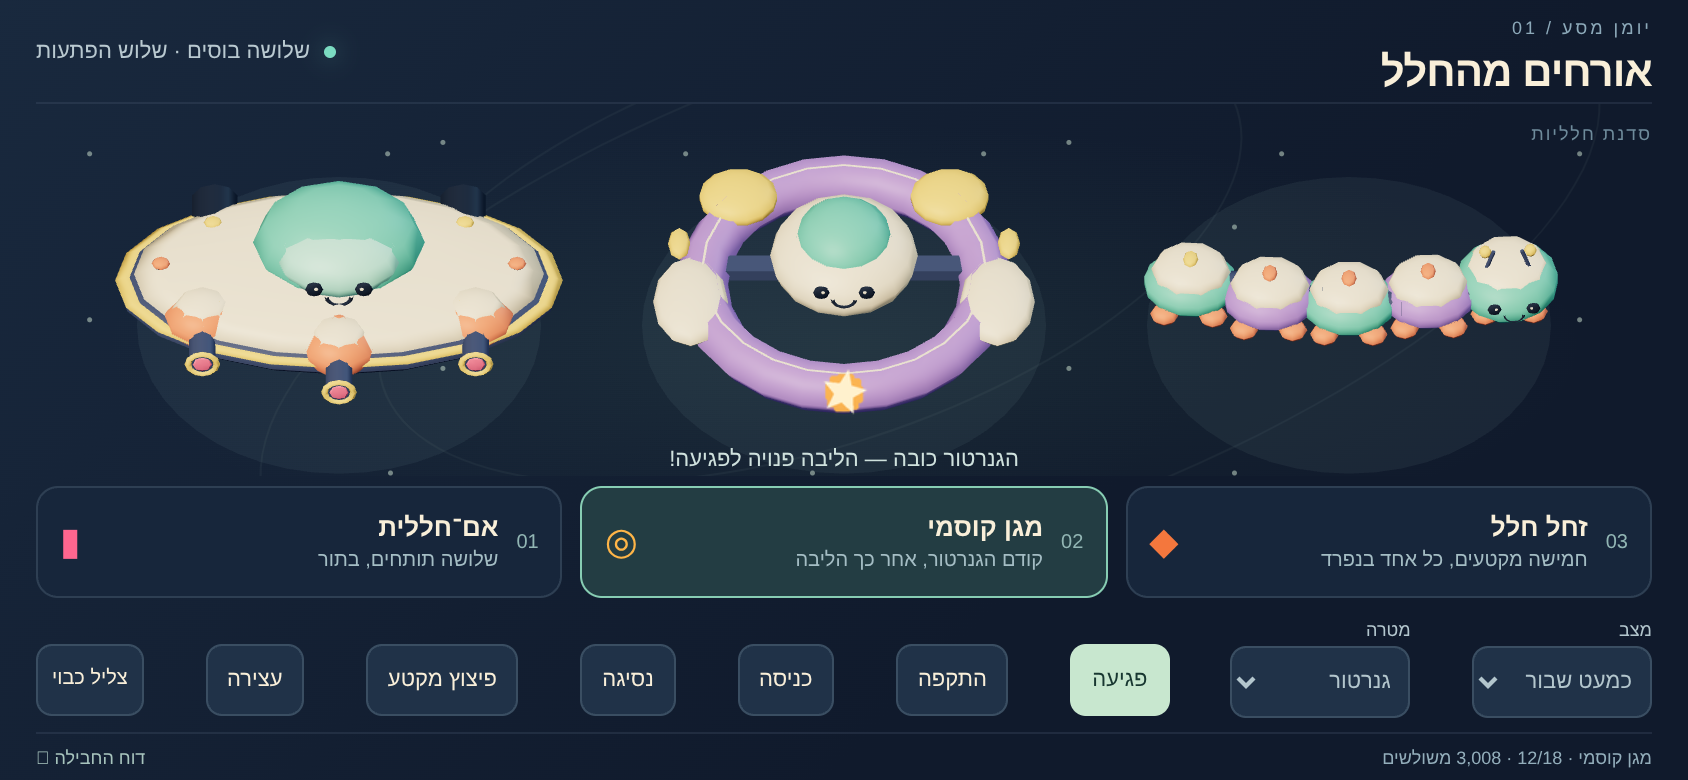 יומן מסע / 01
אורחים מהחלל
שלושה בוסים · שלוש הפתעות
סדנת חלליות
הגנרטור כובה — הליבה פנויה לפגיעה!
03
זחל חלל
חמישה מקטעים, כל אחד בנפרד
02
מגן קוסמי
קודם הגנרטור, אחר כך הליבה
01
אם־חללית
שלושה תותחים, בתור
מצב
כמעט שבור
מטרה
גנרטור
פגיעה
התקפה
כניסה
נסיגה
פיצוץ מקטע
עצירה
צליל כבוי
מגן קוסמי · 12/18 · 3,008 משולשים
דוח החבילה